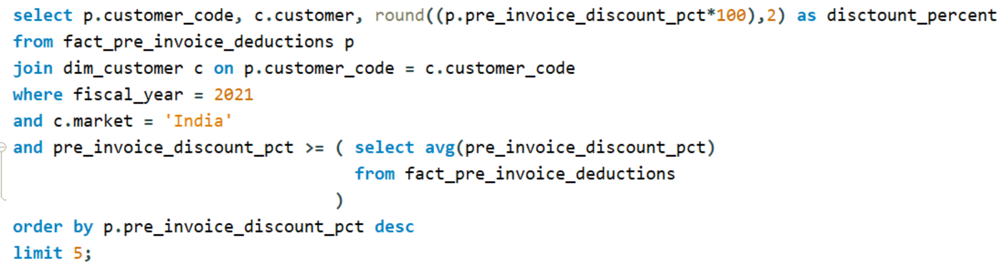 select p.customer_code, c.customer, round((p.pre_invoice_discount_pct*100),2) as disctount_percent
from fact_pre_invoice_deductions p
join dim_customer c on p.customer_code = c.customer_code
where fiscal_year = 2021
and c.market = 'India'
and pre_invoice_discount_pct >= ( select avg(pre_invoice_discount_pct)
from fact_pre_invoice_deductions
)
order by p.pre_invoice_discount_pct desc
limit 5;